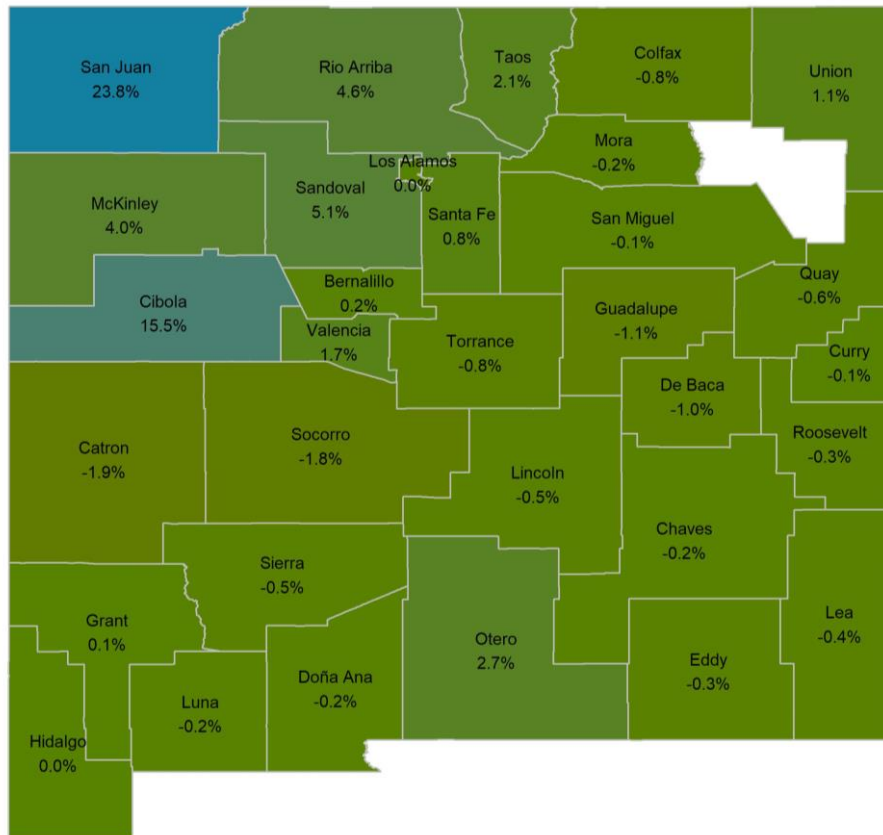 San Juan
23.8%
Rio Arriba
4.6%
Taos
2.1%
Colfax
-0.8%
Union
1.1%
Mora
-0.2%
Los Alamos
0.0%
McKinley
4.0%
Sandoval
5.1%
Santa Fe
0.8%
San Miguel
-0.1%
Quay
-0.6%
Cibola
15.5%
Bernalillo
0.2%
Valencia
1.7%
Torrance
-0.8%
Guadalupe
-1.1%
Curry
-0.1%
De Baca
-1.0%
Roosevelt
-0.3%
Catron
-1.9%
Socorro
-1.8%
Lincoln
-0.5%
Chaves
-0.2%
Sierra
-0.5%
Lea
-0.4%
Grant
0.1%
Otero
2.7%
Eddy
-0.3%
Doña Ana
-0.2%
Luna
-0.2%
Hidalgo
0.0%